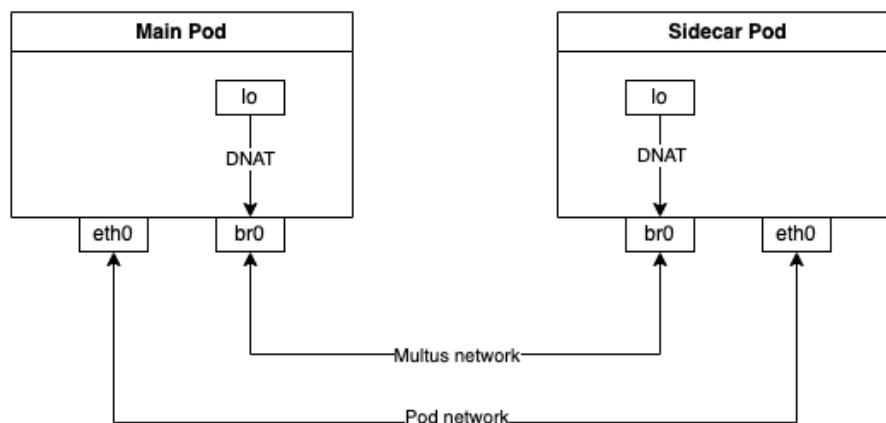 Main Pod
Sidecar Pod
lo
lo
DNAT
DNAT
eth0
br0
br0
eth0
Multus network
Pod network